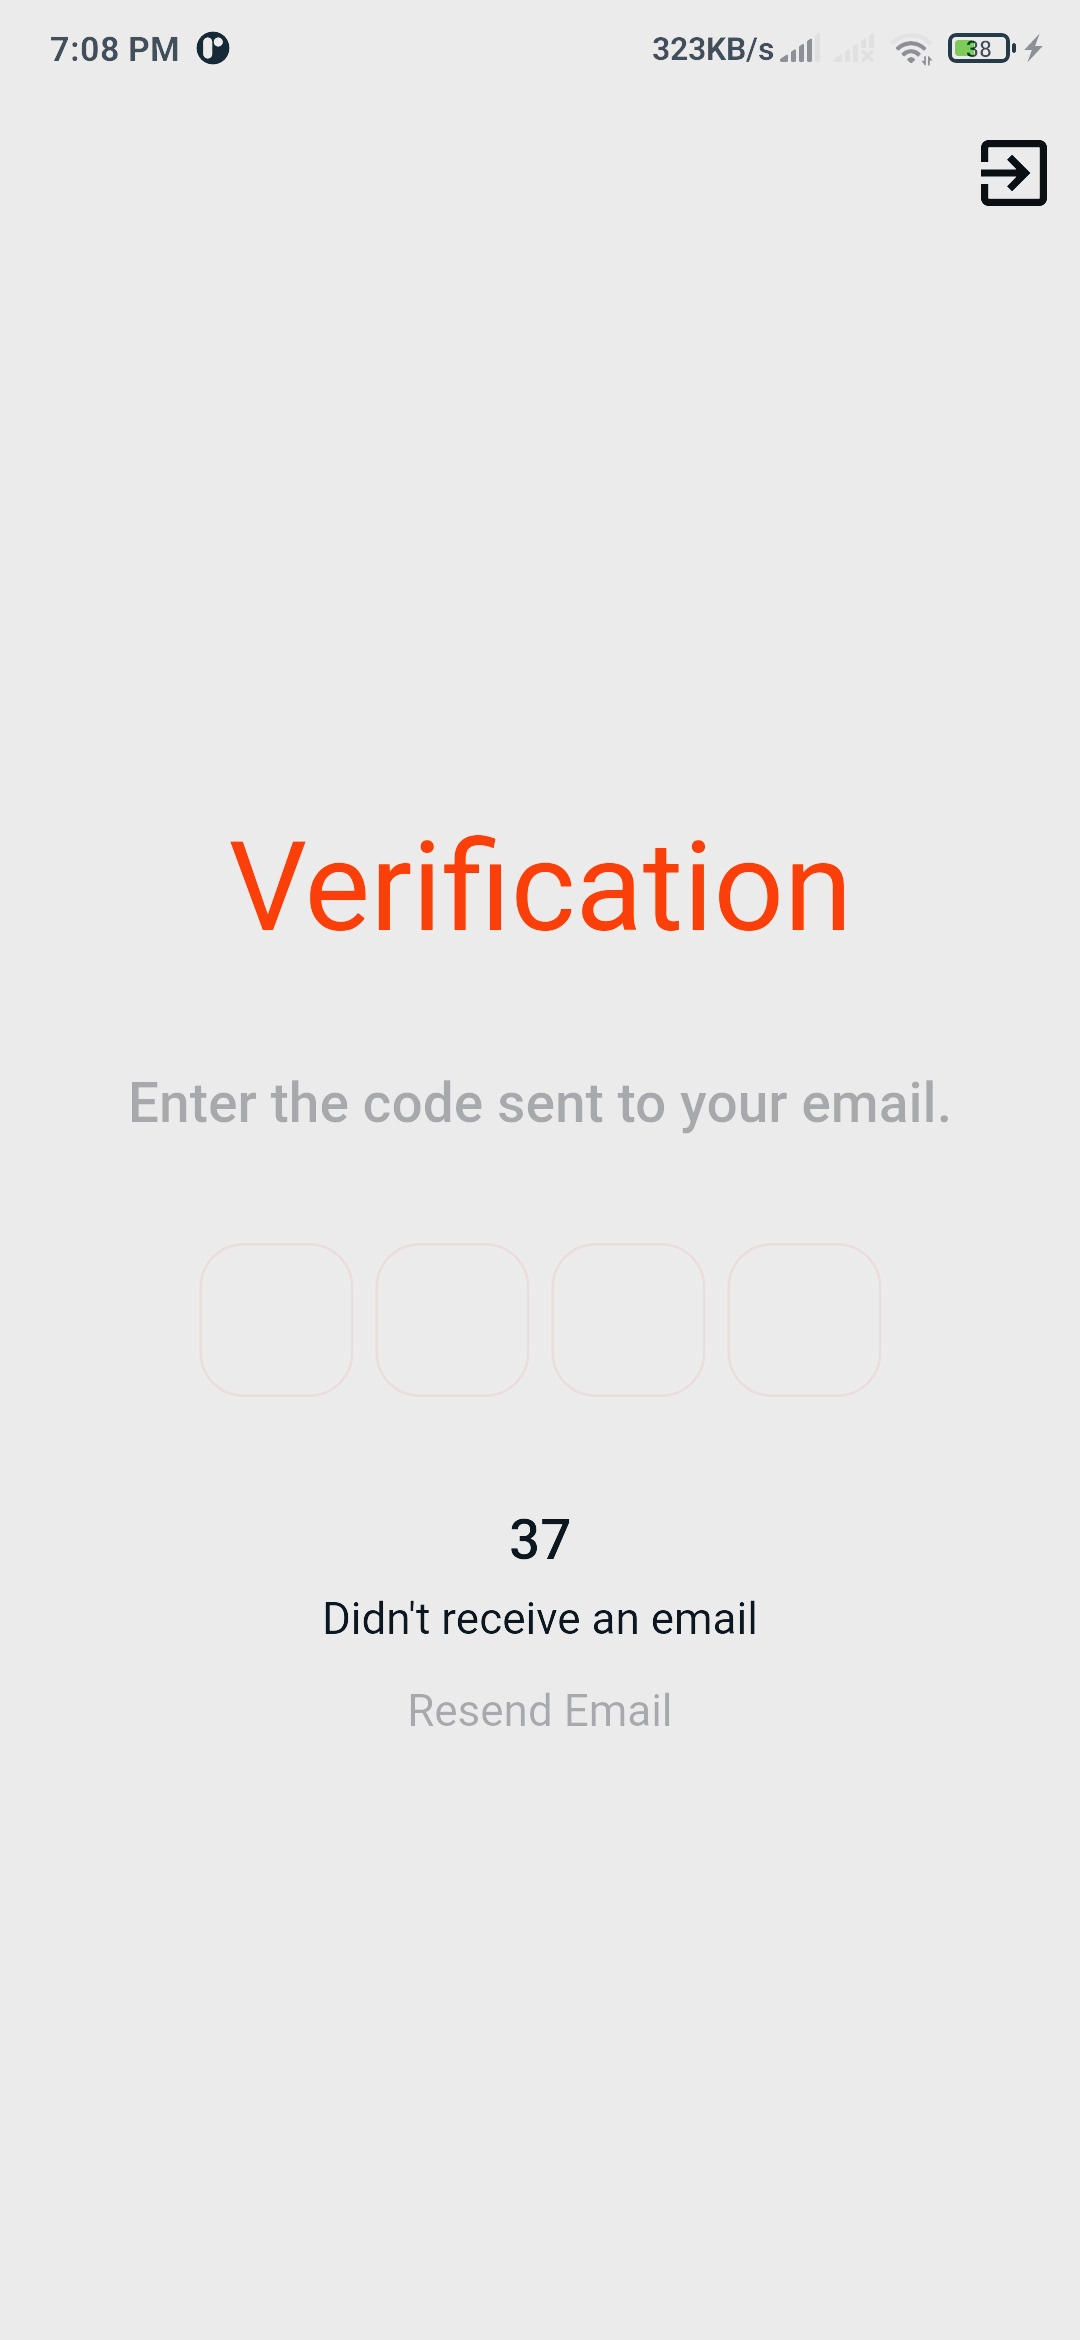 7:08 PM 323KB/s 38
Verification
Enter the code sent to your email.
37
Didn't receive an email
Resend Email